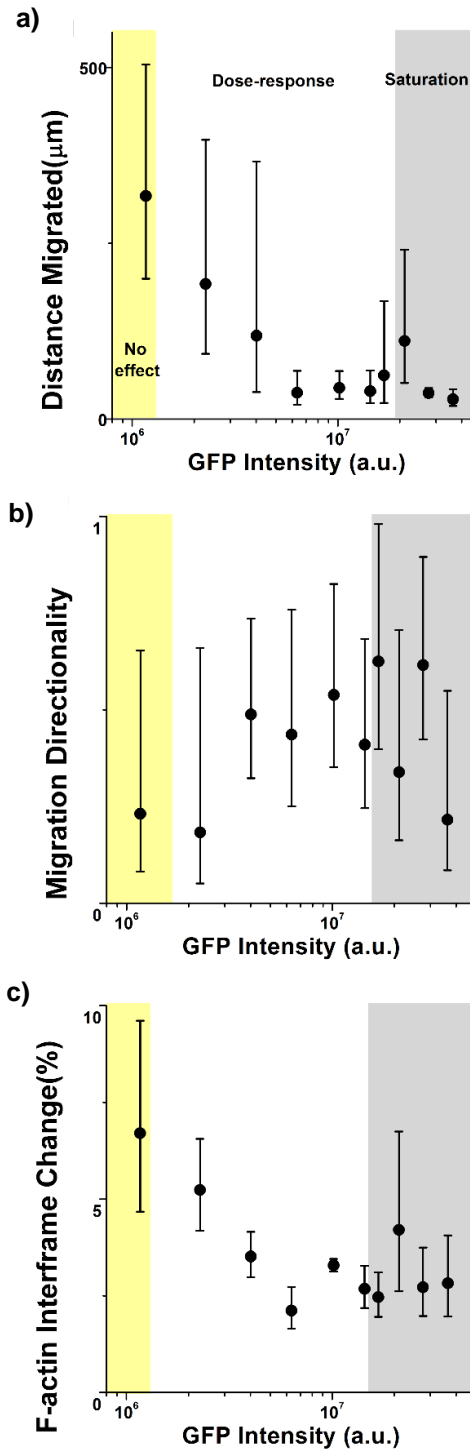 a)
500
Dose-response
Saturation
Distance Migrated(μm)
No
effect
0
10⁶
10⁷
GFP Intensity (a.u.)
b)
1
Migration Directionality
0
10⁶
10⁷
GFP Intensity (a.u.)
c)
10
F-actin Interframe Change(%)
5
0
10⁶
10⁷
GFP Intensity (a.u.)